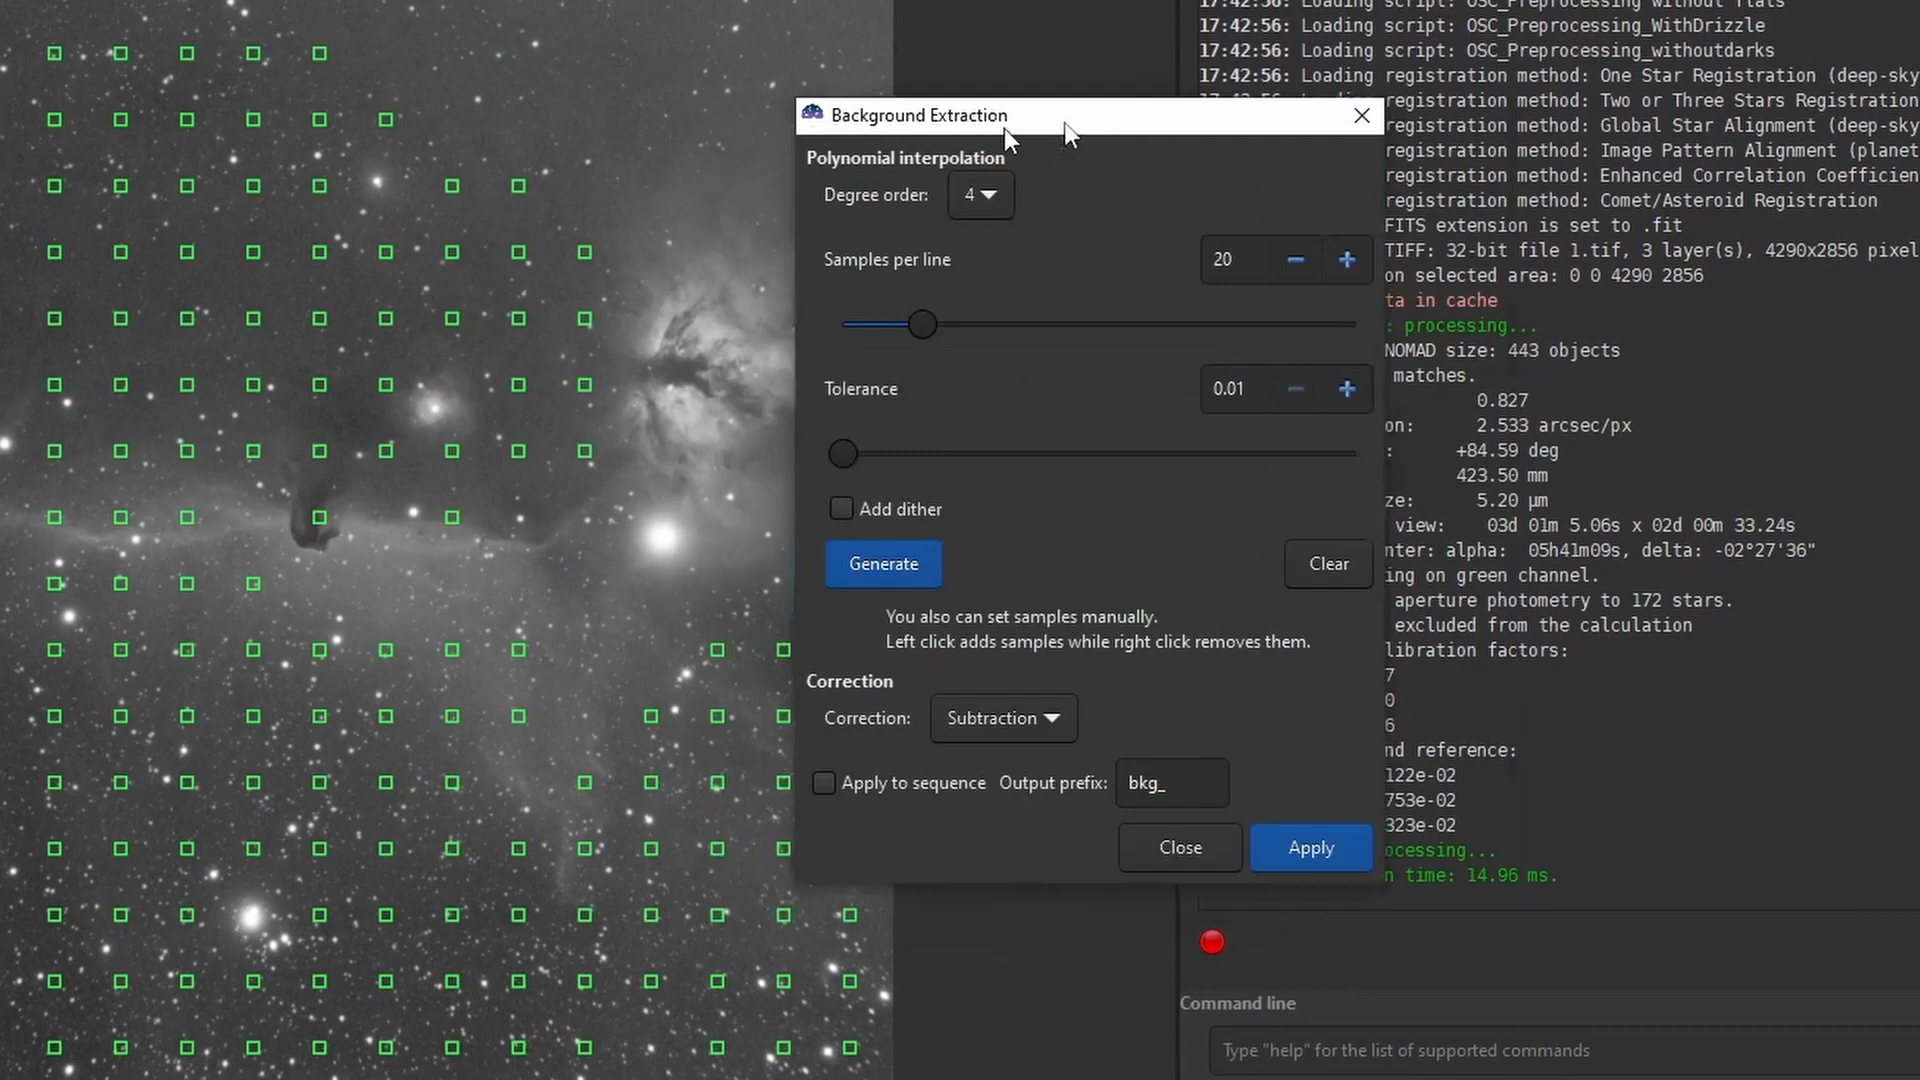 17:42:56: Loading script: OSC_Preprocessing without flats
17:42:56: Loading script: OSC_Preprocessing_WithDrizzle
17:42:56: Loading script: OSC_Preprocessing_withoutdarks
17:42:56: Loading registration method: One Star Registration (deep-sky
registration method: Two or Three Stars Registration
registration method: Global Star Alignment (deep-sky
registration method: Image Pattern Alignment (planet
registration method: Enhanced Correlation Coefficien
registration method: Comet/Asteroid Registration
FITS extension is set to .fit
TIFF: 32-bit file 1.tif, 3 layer(s), 4290x2856 pixel
on selected area: 0 0 4290 2856
ta in cache
: processing...
NOMAD size: 443 objects
matches.
0.827
on: 2.533 arcsec/px
: +84.59 deg
423.50 mm
ze: 5.20 µm
view: 03d 01m 5.06s x 02d 00m 33.24s
nter: alpha: 05h41m09s, delta: -02°27'36"
ing on green channel.
aperture photometry to 172 stars.
excluded from the calculation
libration factors:
7
0
6
nd reference:
122e-02
753e-02
323e-02
ocessing...
n time: 14.96 ms.
Background Extraction
Polynomial interpolation
Degree order: 4
Samples per line 20
Tolerance 0.01
Add dither
Generate Clear
You also can set samples manually.
Left click adds samples while right click removes them.
Correction
Correction: Subtraction
Apply to sequence Output prefix: bkg_
Close Apply
Command line
Type "help" for the list of supported commands